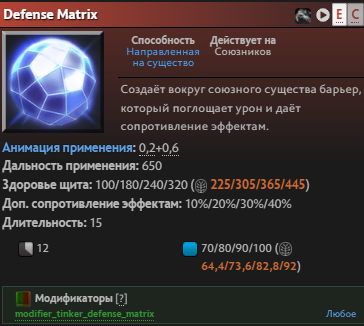 Defense Matrix
E C
Способность
Направленная
на существо
Действует на
Союзников
Создаёт вокруг союзного существа барьер,
который поглощает урон и даёт
сопротивление эффектам.
Анимация применения: 0,2+0,6
Дальность применения: 650
Здоровье щита: 100/180/240/320 (225/305/365/445)
Доп. сопротивление эффектам: 10%/20%/30%/40%
Длительность: 15
12
70/80/90/100 (
64,4/73,6/82,8/92)
Модификаторы [?]
modifier_tinker_defense_matrix
Любое